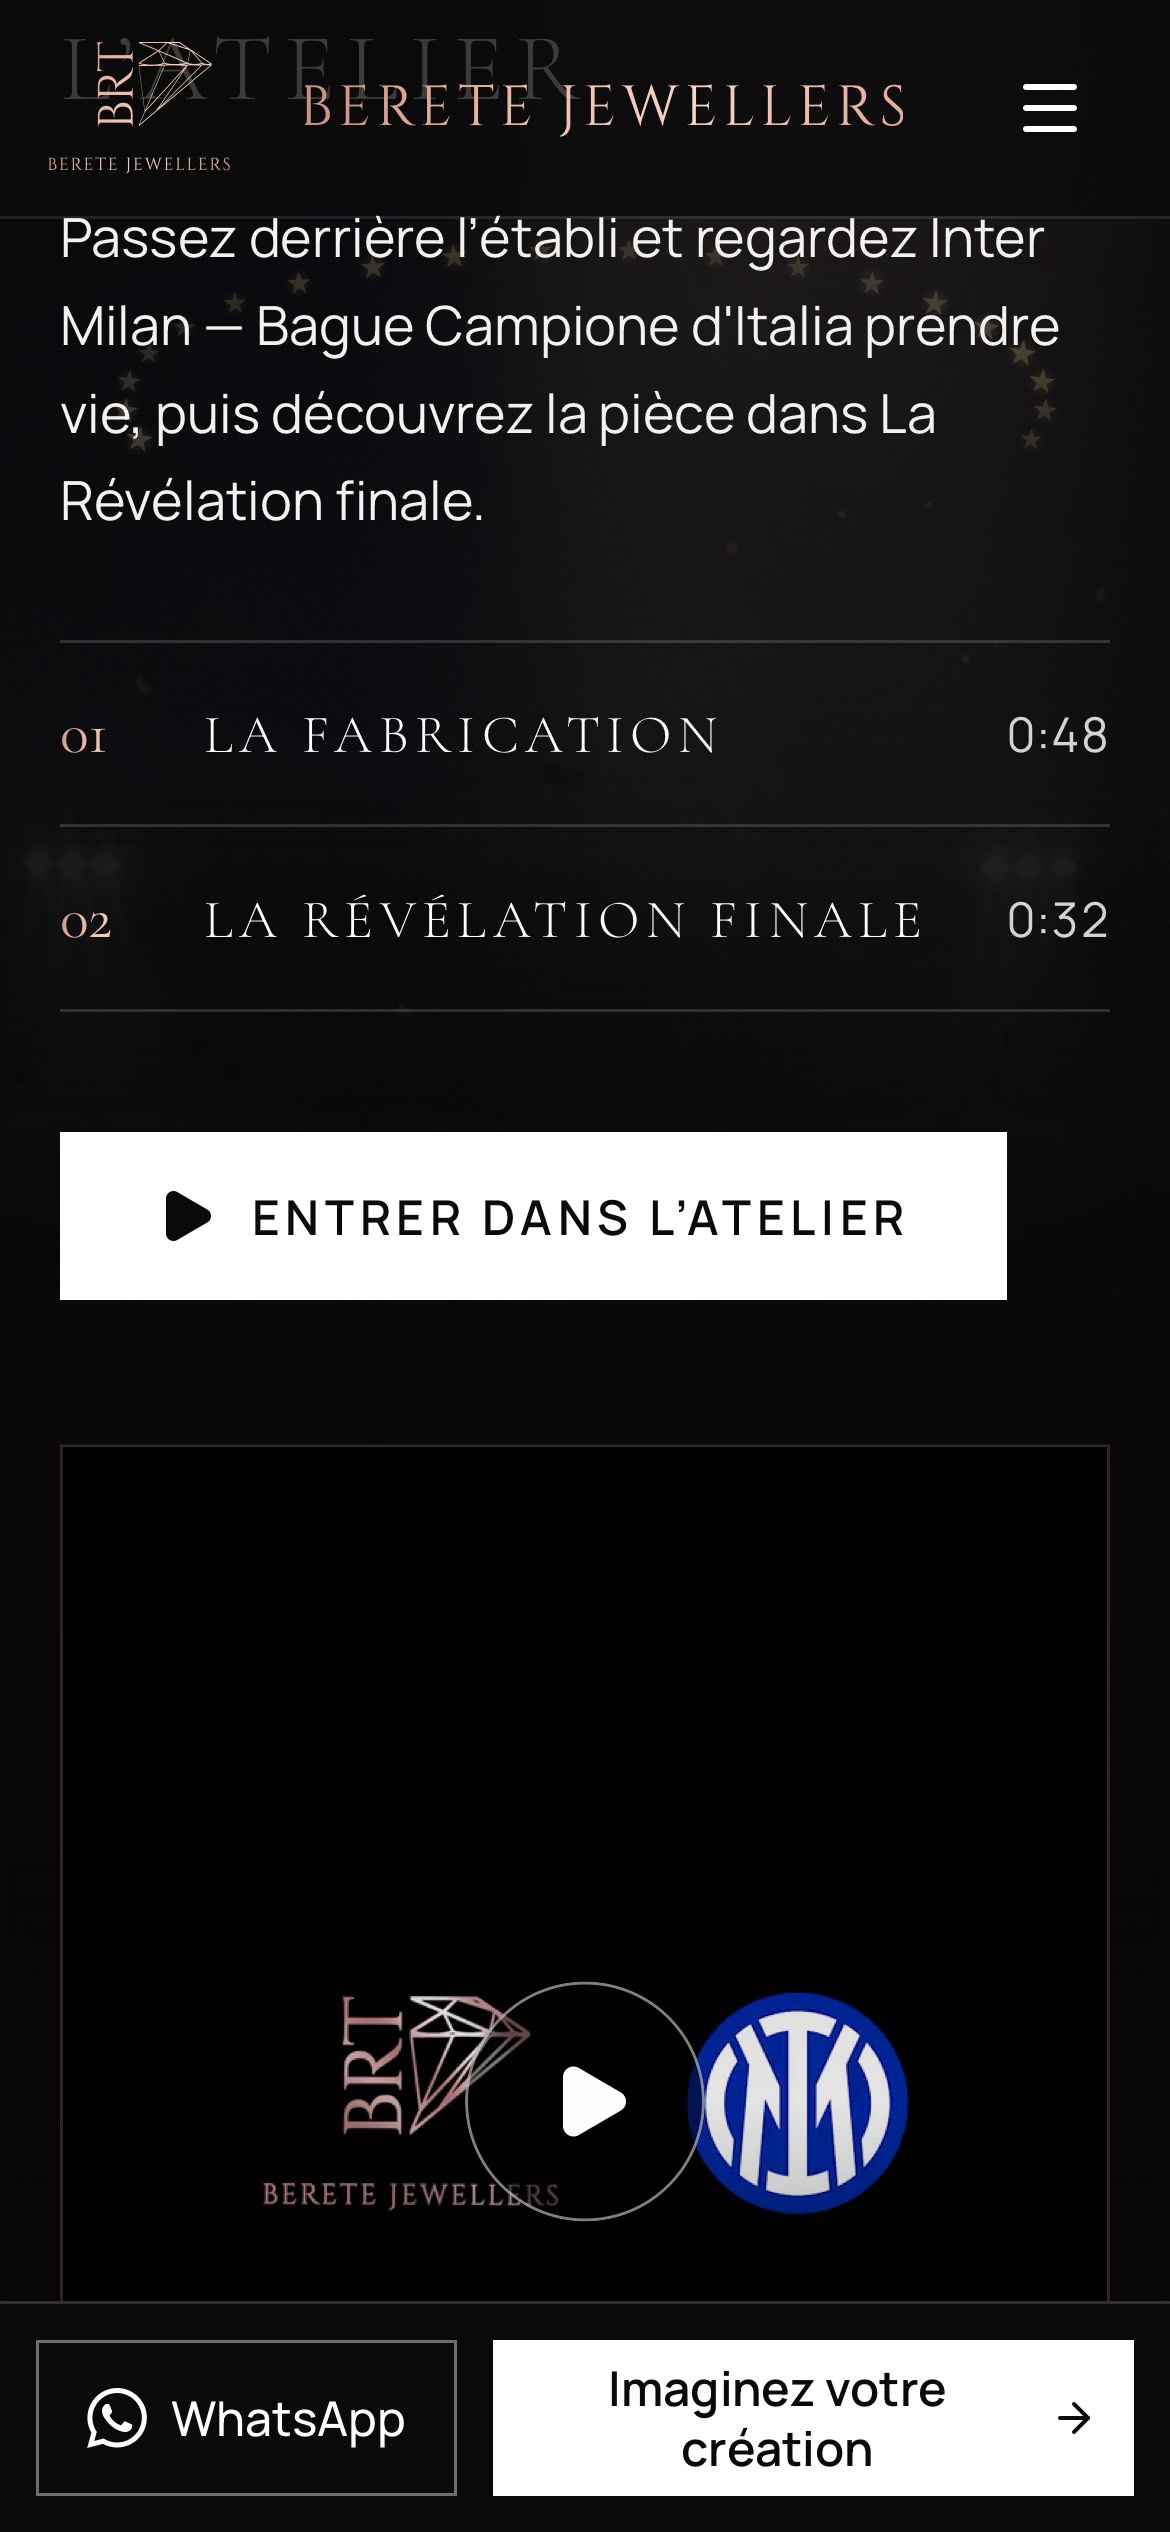 L'ATELIER
BRT
BERETE JEWELLERS
BERETE JEWELLERS
Passez derrière l’établi et regardez Inter
Milan — Bague Campione d'Italia prendre
vie, puis découvrez la pièce dans La
Révélation finale.
01 LA FABRICATION 0:48
02 LA RÉVÉLATION FINALE 0:32
ENTRER DANS L’ATELIER
BRT
BERETE JEWELLERS
IM
WhatsApp
Imaginez votre
création